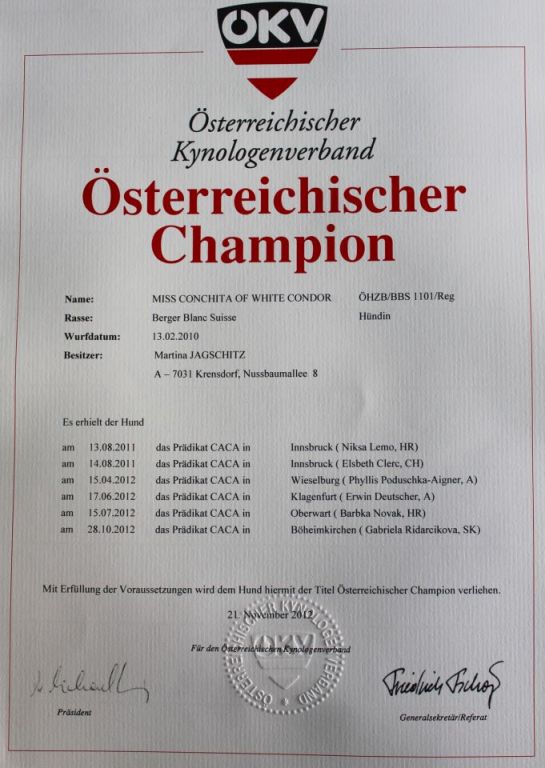 ÖKV
Österreichischer
Kynologenverband
Österreichischer
Champion
Name: MISS CONCHITA OF WHITE CONDOR ÖHZB/BBS 1101/Reg
Rasse: Berger Blanc Suisse Hündin
Wurfdatum: 13.02.2010
Besitzer: Martina JAGSCHITZ
A – 7031 Krensdorf, Nussbaumallee 8
Es erhielt der Hund
am 13.08.2011 das Prädikat CACA in Innsbruck ( Niksa Lemo, HR)
am 14.08.2011 das Prädikat CACA in Innsbruck ( Elsbeth Clerc, CH)
am 15.04.2012 das Prädikat CACA in Wieselburg ( Phyllis Poduschka-Aigner, A)
am 17.06.2012 das Prädikat CACA in Klagenfurt ( Erwin Deutscher, A)
am 15.07.2012 das Prädikat CACA in Oberwart ( Barbka Novak, HR)
am 28.10.2012 das Prädikat CACA in Böheimkirchen ( Gabriela Ridarcikova, SK)
Mit Erfüllung der Voraussetzungen wird dem Hund hiermit der Titel Österreichischer Champion verliehen.
21. November 2012
Für den Österreichischen Kynologenverband
ÖSTERREICHISCHER KYNOLOGENVERBAND
ÖKV
Präsident
Generalsekretär/Referat